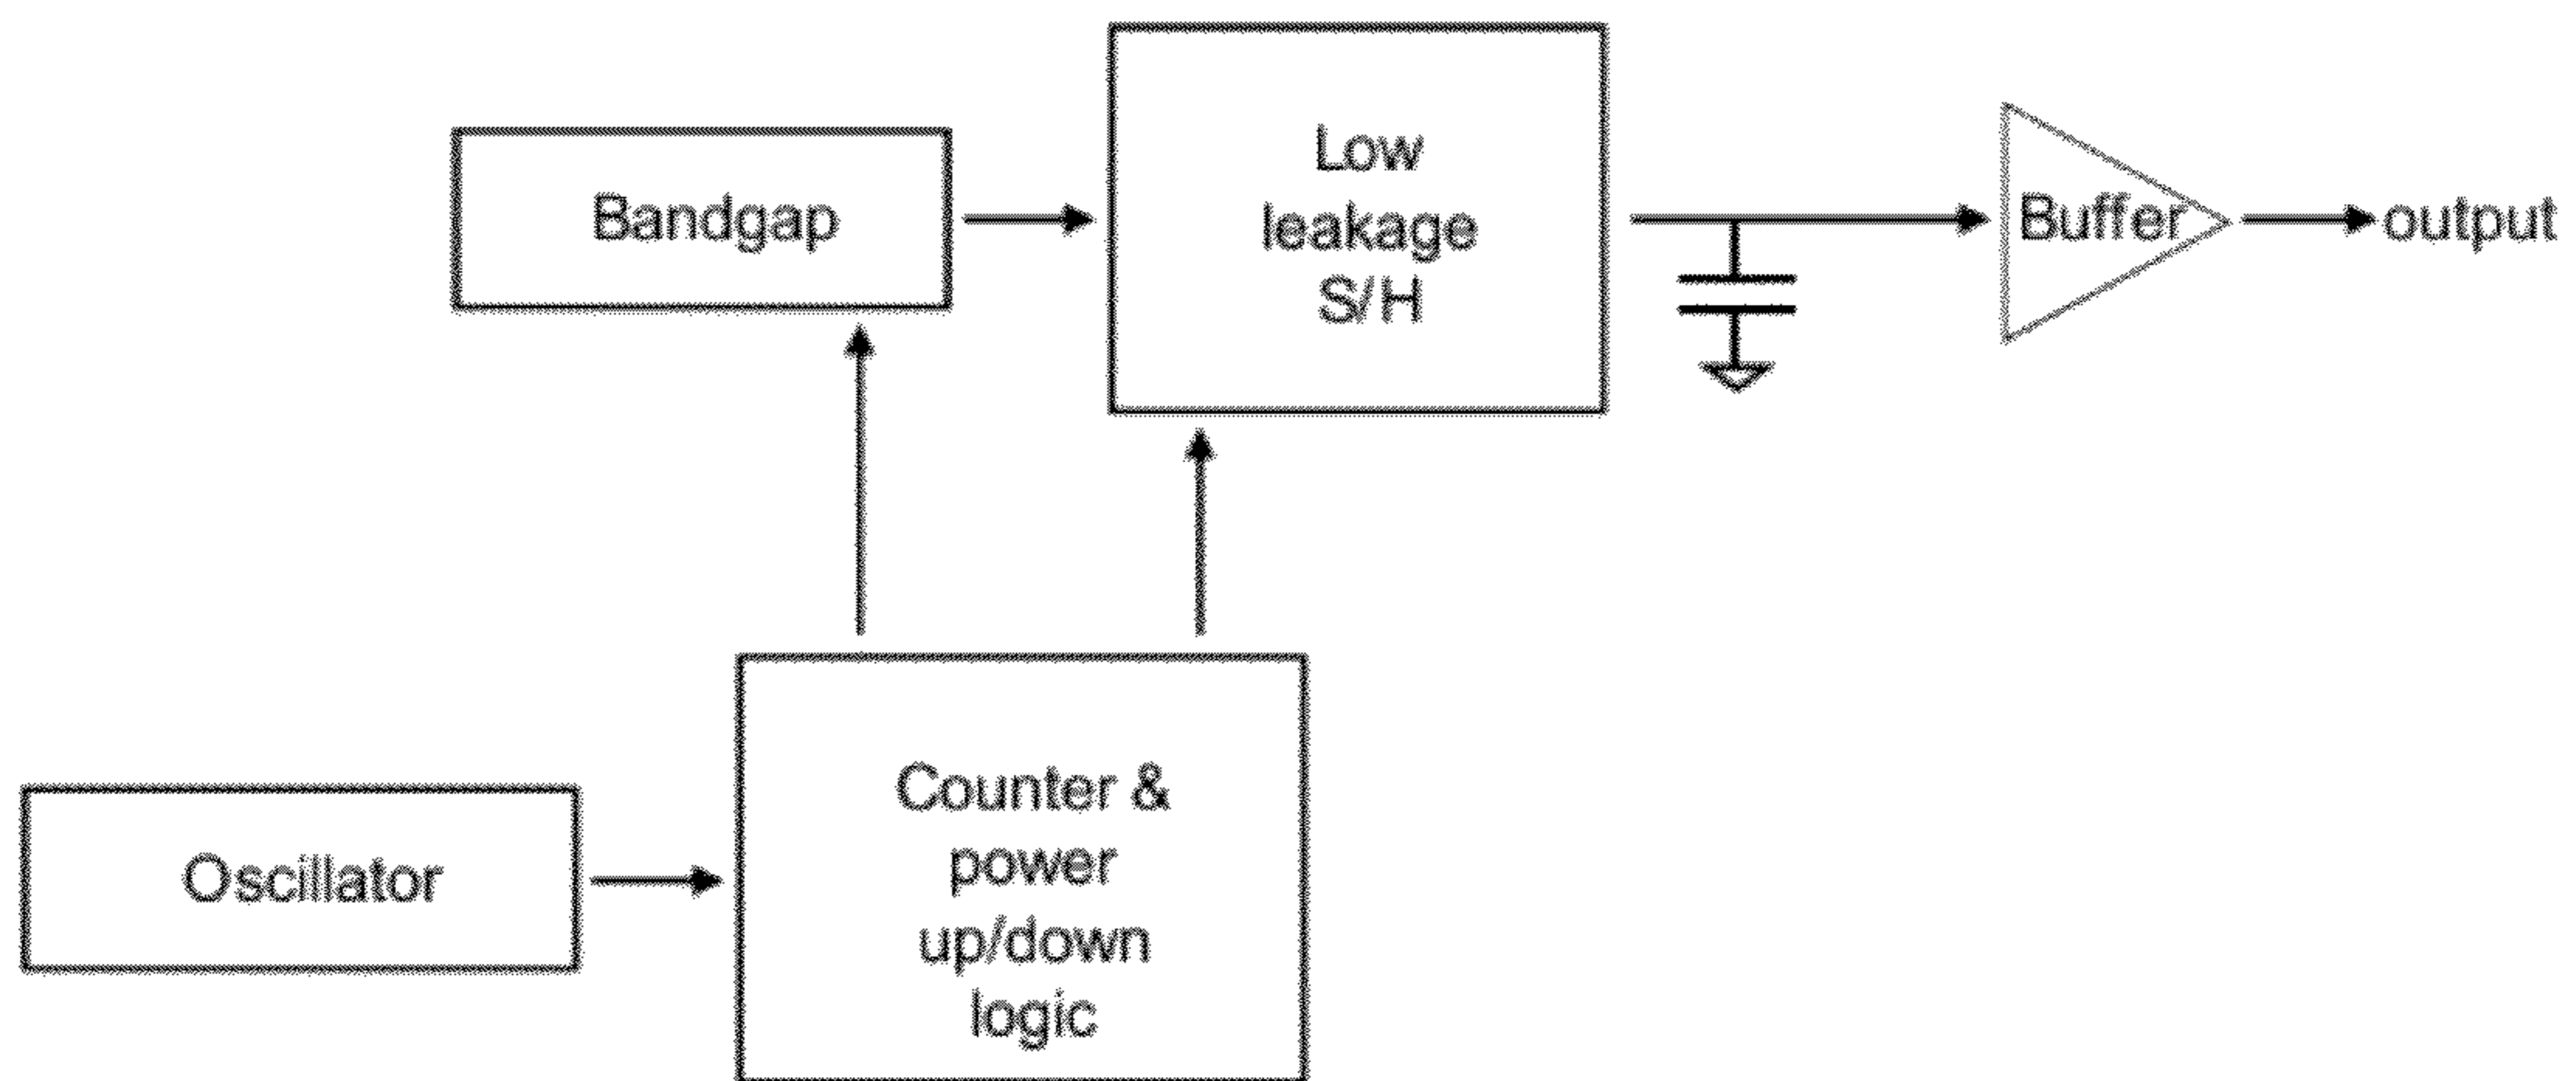 Low
leakage
S/H
Bandgap
Buffer
output
Counter &
power
up/down
logic
Oscillator